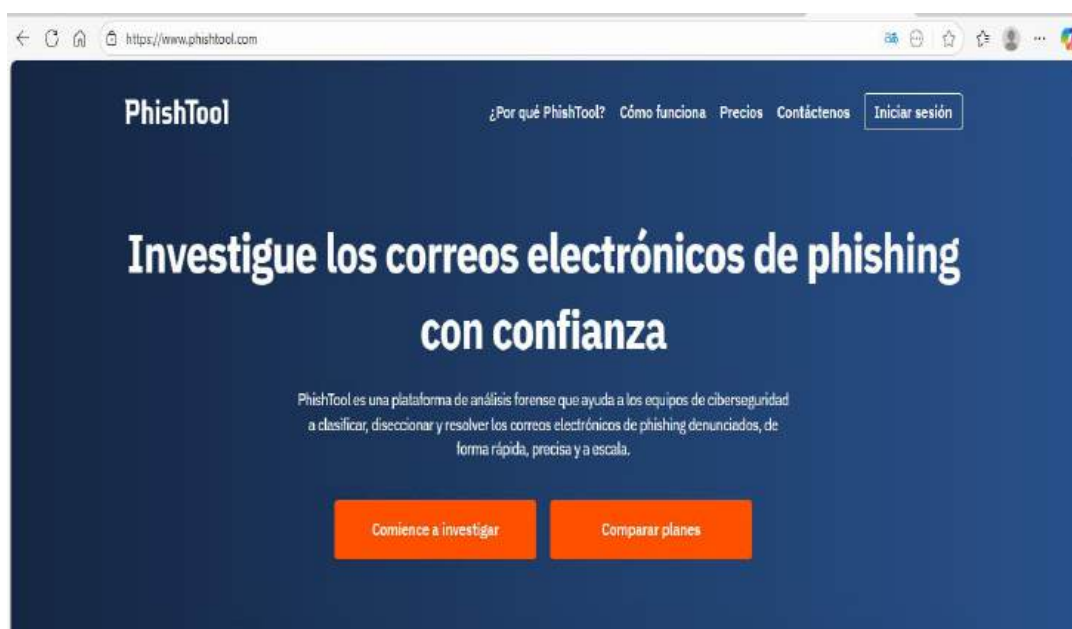 https://www.phishtool.com
PhishTool
¿Por qué PhishTool? Cómo funciona Precios Contáctenos Iniciar sesión
Investigue los correos electrónicos de phishing
con confianza
PhishTool es una plataforma de análisis forense que ayuda a los equipos de ciberseguridad
a clasificar, diseccionar y resolver los correos electrónicos de phishing denunciados, de
forma rápida, precisa y a escala.
Comience a investigar Comparar planes